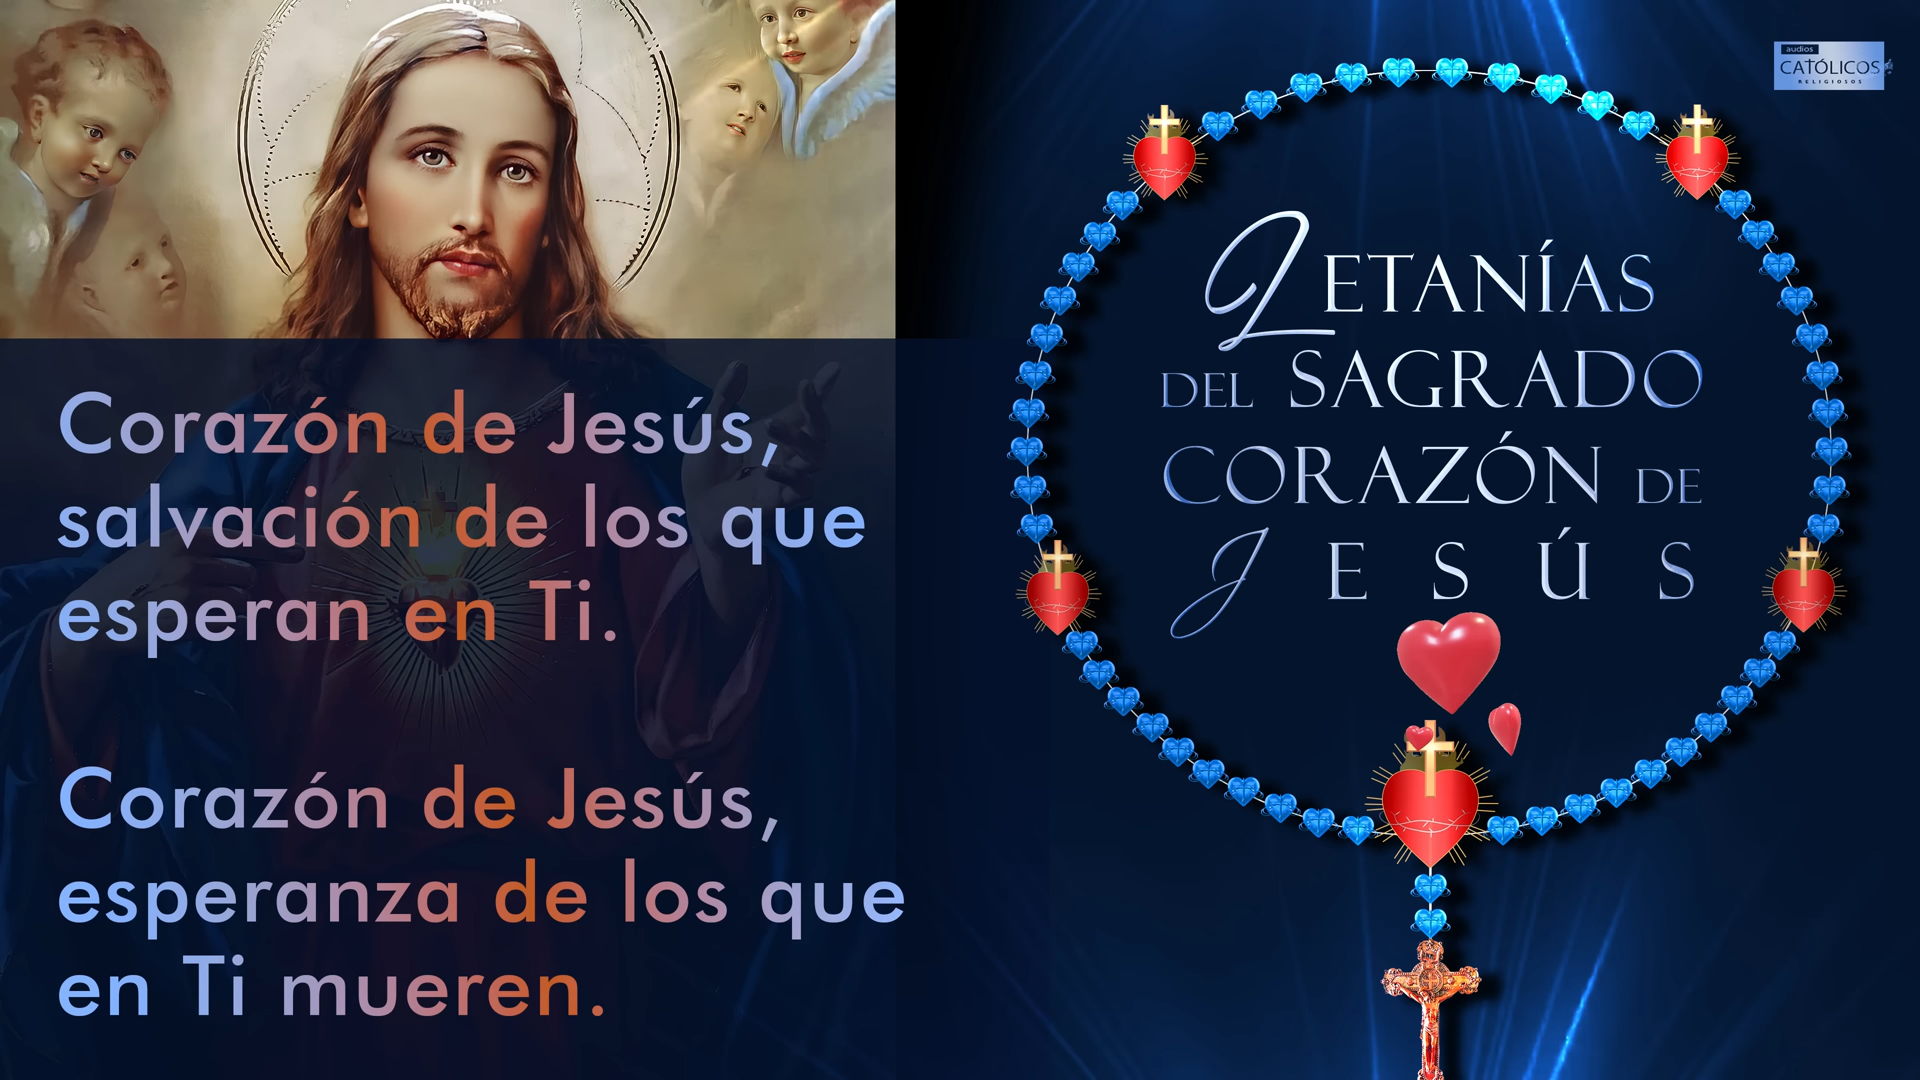 Corazón de Jesús,
salvación de los que
esperan en Ti.
Corazón de Jesús,
esperanza de los que
en Ti mueren.
LETANÍAS
DEL SAGRADO
CORAZÓN DE
JESÚS
audios
CATÓLICOS
RELIGIOSOS